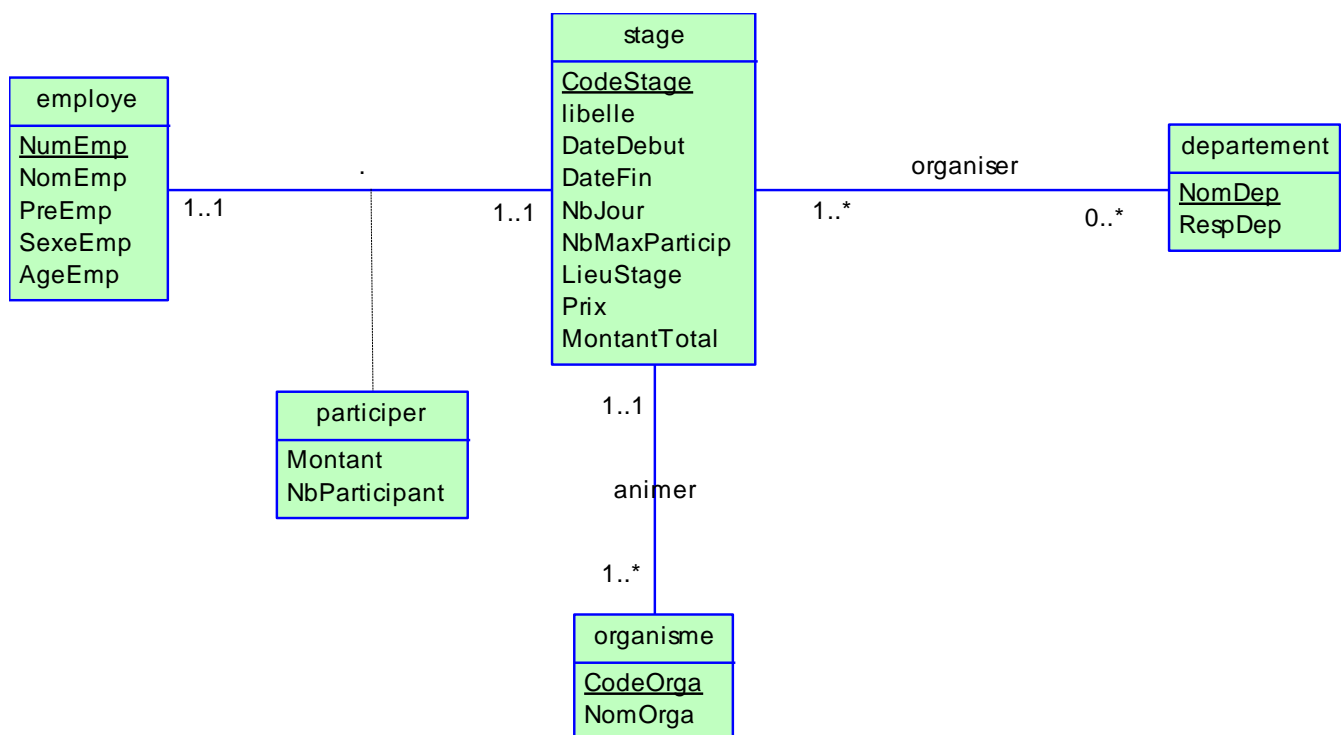 stage
CodeStage
libelle
DateDebut
DateFin
NbJour
NbMaxParticip
LieuStage
Prix
MontantTotal
employe
NumEmp
NomEmp
PreEmp
SexeEmp
AgeEmp
.
1..1
1..1
organiser
1..*
0..*
departement
NomDep
RespDep
participer
Montant
NbParticipant
1..1
animer
1..*
organisme
CodeOrga
NomOrga